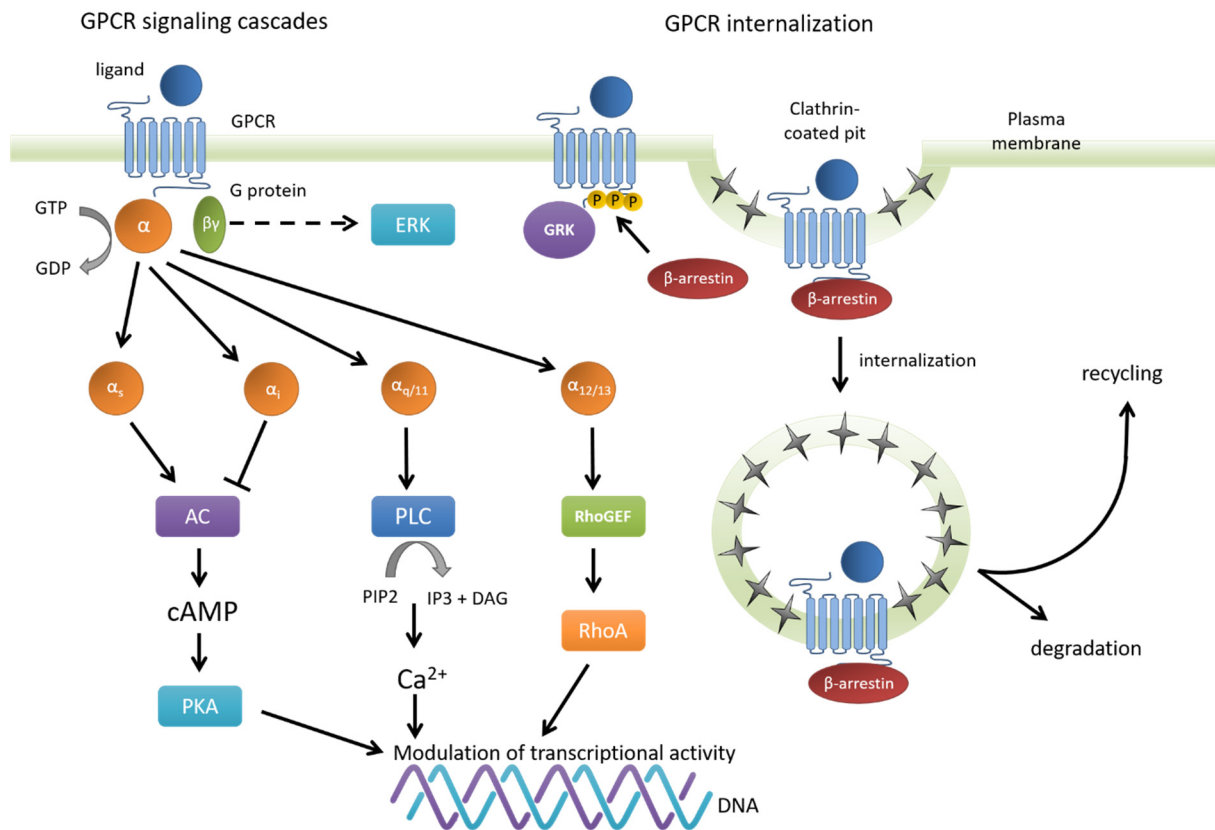 GPCR signaling cascades
GPCR internalization
ligand
GPCR
Clathrin-
coated pit
Plasma
membrane
G protein
GTP
GDP
α
βγ
ERK
P P P
GRK
β-arrestin
β-arrestin
internalization
αs
αi
αq/11
α12/13
recycling
AC
PLC
RhoGEF
PIP2
IP3 + DAG
cAMP
RhoA
degradation
Ca²⁺
β-arrestin
PKA
Modulation of transcriptional activity
DNA